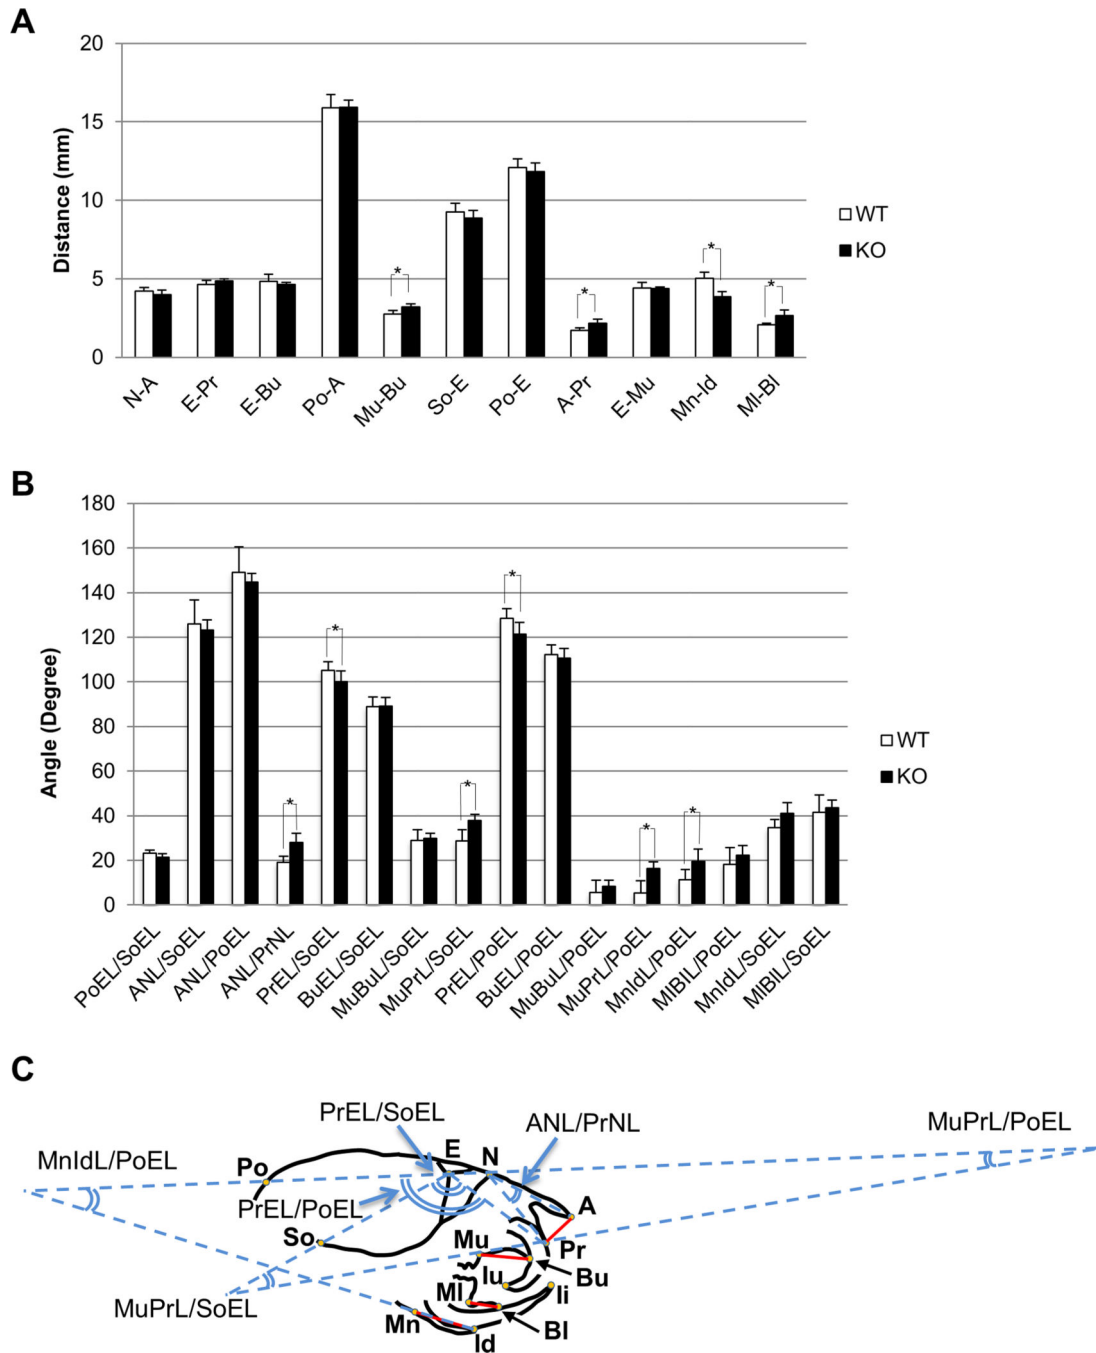 A
20
15
10
5
0
Distance (mm)
* * * *
N-A E-Pr E-Bu Po-A Mu-Bu So-E Po-E A-Pr E-Mu Mn-Id Ml-Bl
WT
KO
B
180
160
140
120
100
80
60
40
20
0
Angle (Degree)
* * * * * *
PoEL/SoEL ANL/SoEL ANL/PoEL ANL/PrNL PrEL/SoEL BuEL/SoEL MuBuL/SoEL MuPrL/SoEL PrEL/PoEL BuEL/PoEL MuBuL/PoEL MuPrL/PoEL MnIdL/PoEL MlBlL/PoEL MnIdL/SoEL MlBlL/SoEL
WT
KO
C
PrEL/SoEL
ANL/PrNL
MuPrL/PoEL
MnIdL/PoEL
Po
E
N
PrEL/PoEL
A
So
Mu
Pr
Iu
Bu
Ml
Ii
MuPrL/SoEL
Mn
Id
Bl